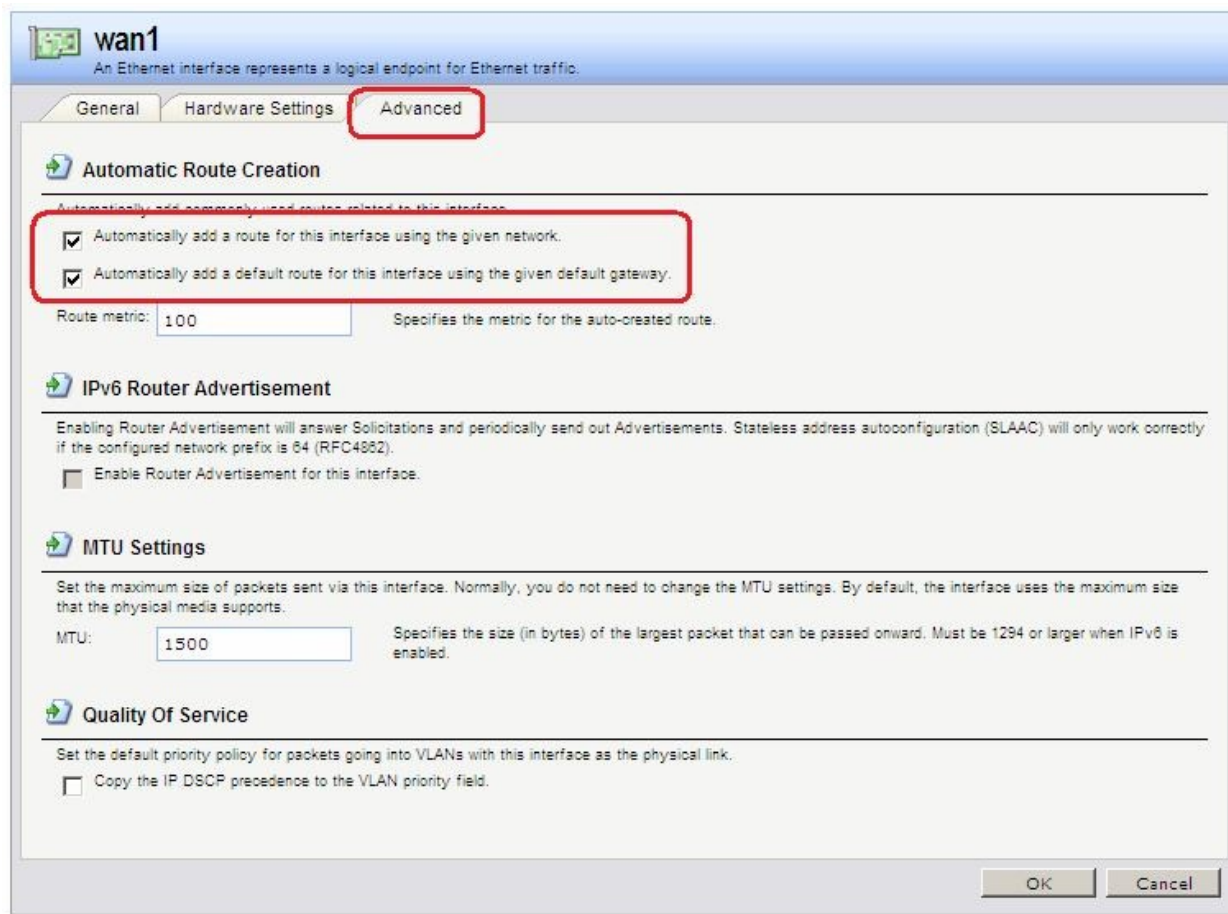 wan1
An Ethernet interface represents a logical endpoint for Ethernet traffic.
General
Hardware Settings
Advanced
Automatic Route Creation
Automatically add commonly used routes related to this interface.
Automatically add a route for this interface using the given network.
Automatically add a default route for this interface using the given default gateway.
Route metric: 100 Specifies the metric for the auto-created route.
IPv6 Router Advertisement
Enabling Router Advertisement will answer Solicitations and periodically send out Advertisements. Stateless address autoconfiguration (SLAAC) will only work correctly
if the configured network prefix is 64 (RFC4862).
Enable Router Advertisement for this interface.
MTU Settings
Set the maximum size of packets sent via this interface. Normally, you do not need to change the MTU settings. By default, the interface uses the maximum size
that the physical media supports.
MTU: 1500 Specifies the size (in bytes) of the largest packet that can be passed onward. Must be 1294 or larger when IPv6 is
enabled.
Quality Of Service
Set the default priority policy for packets going into VLANs with this interface as the physical link.
Copy the IP DSCP precedence to the VLAN priority field.
OK
Cancel